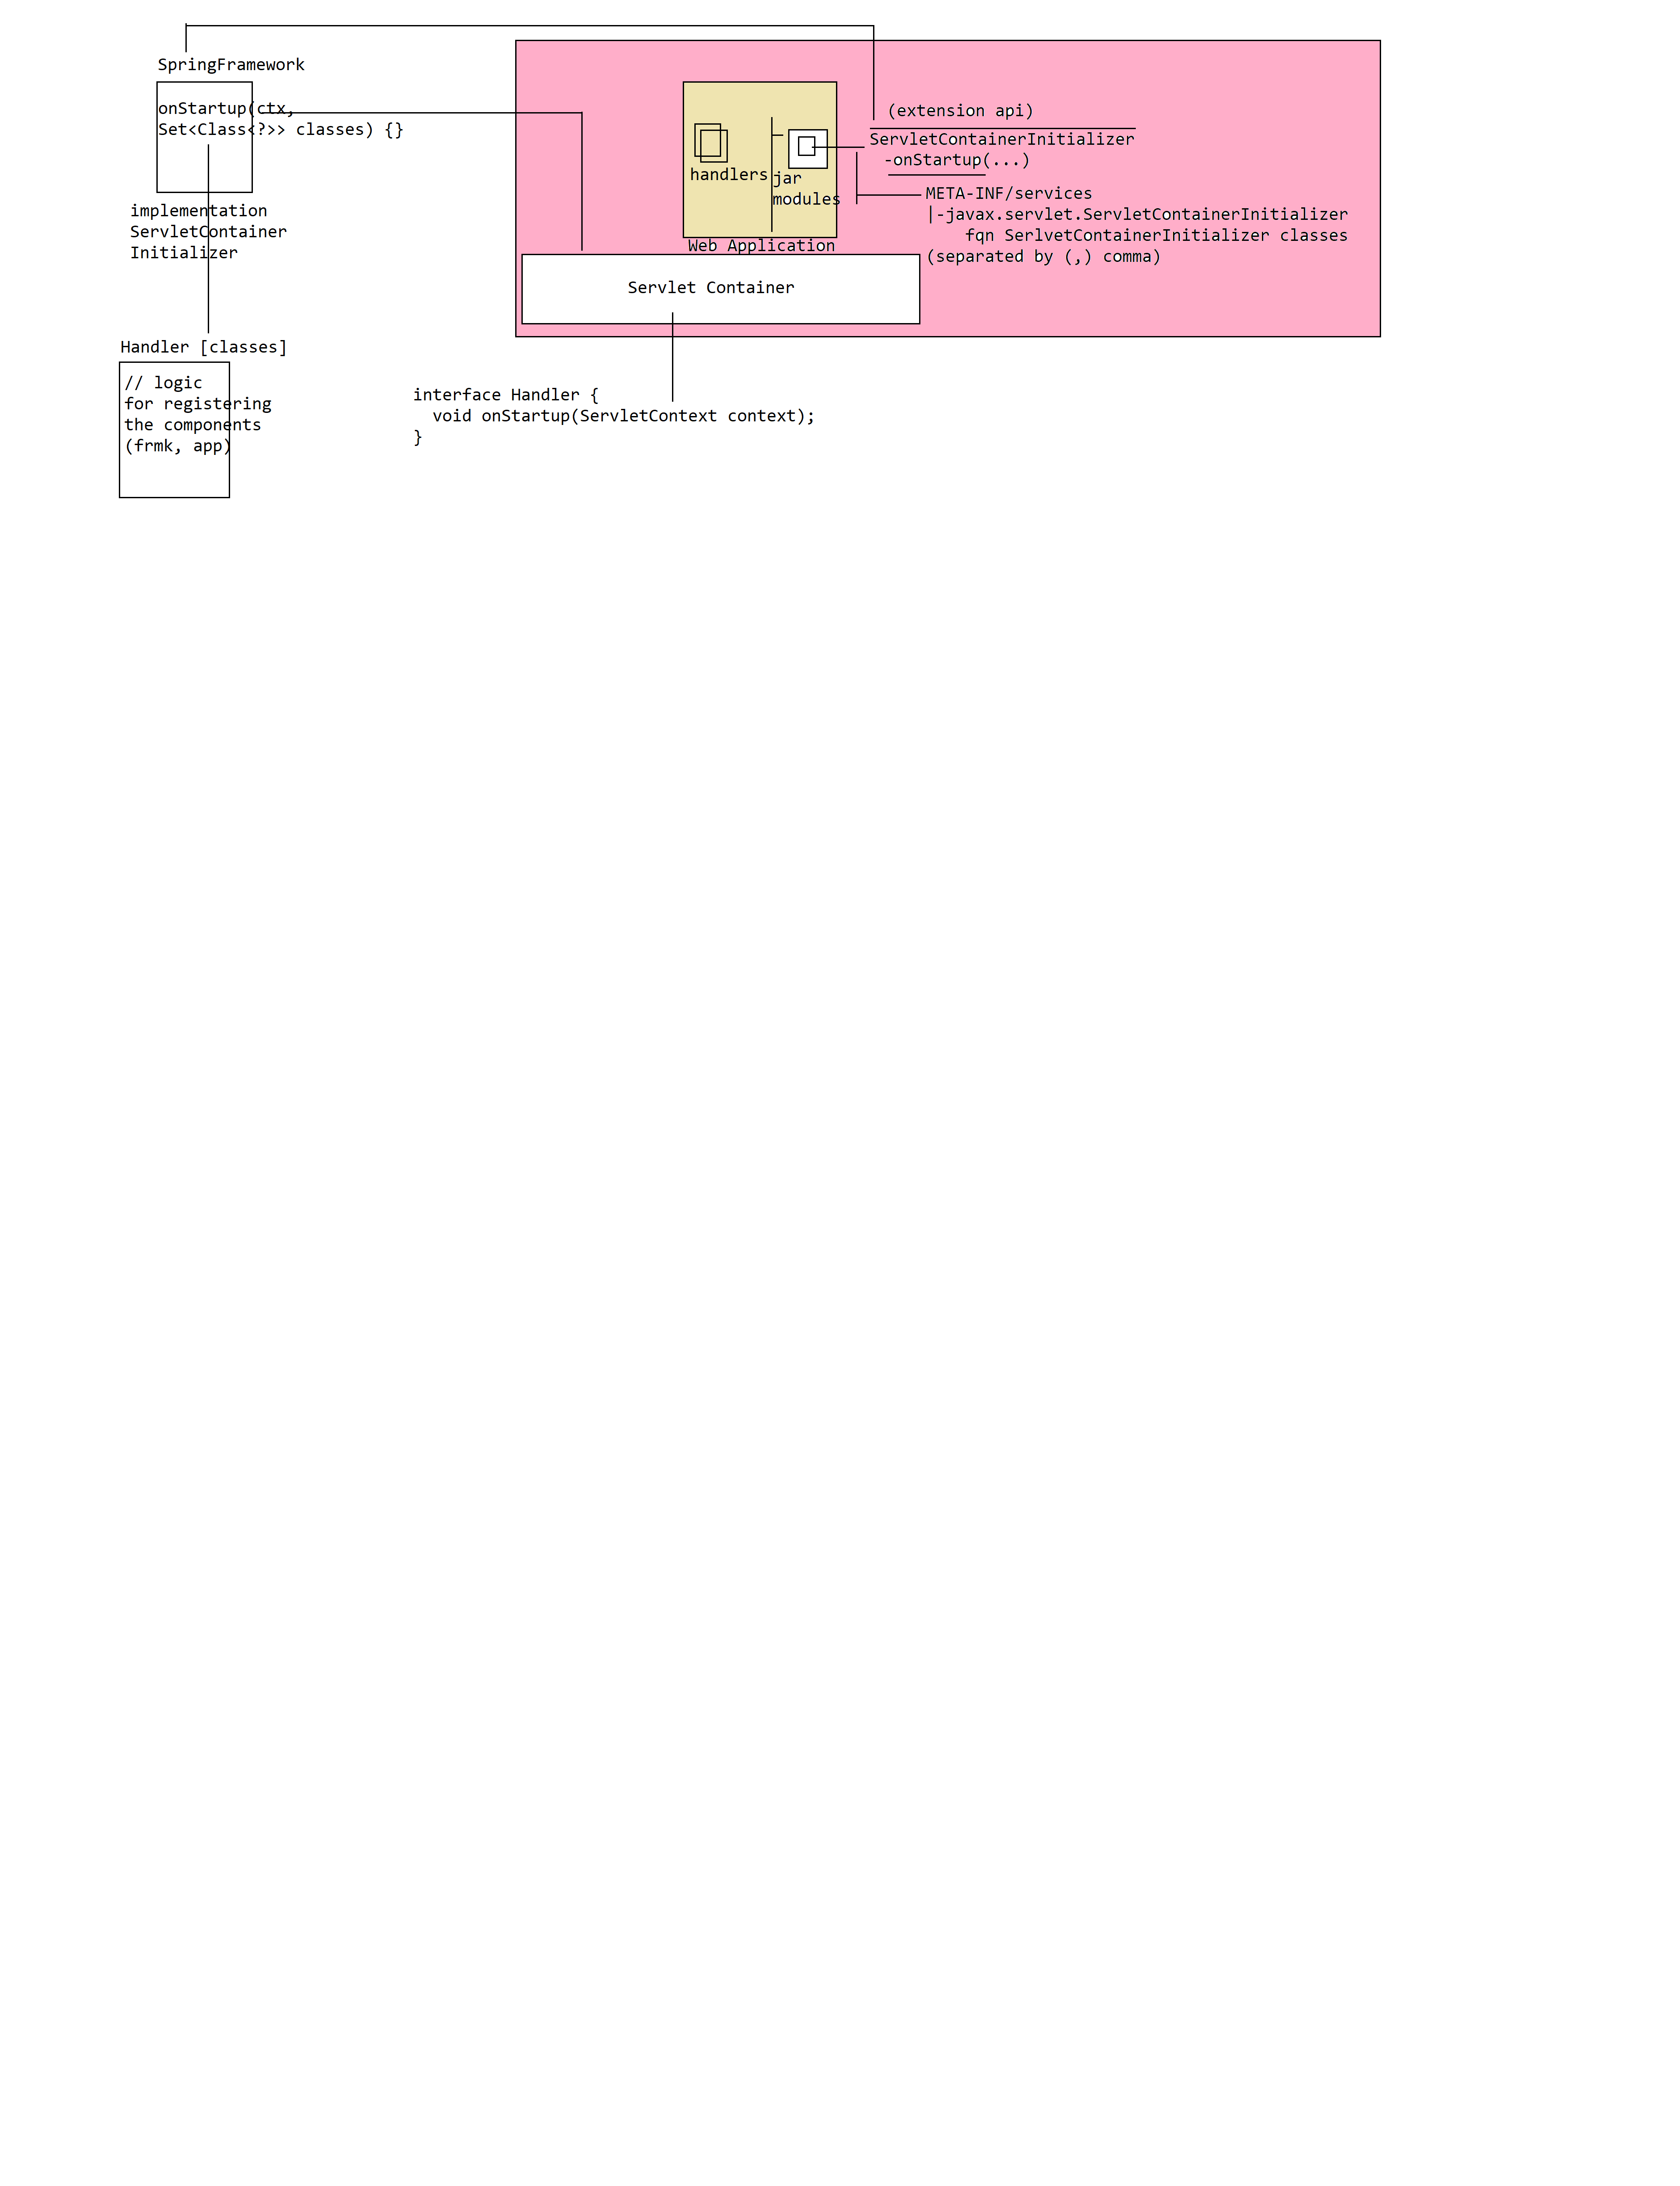 SpringFramework
onStartup(ctx,
Set<Class<?>> classes) {}
implementation
ServletContainer
Initializer
Handler [classes]
// logic
for registering
the components
(frmk, app)
handlers
jar
modules
Web Application
Servlet Container
(extension api)
ServletContainerInitializer
-onStartup(...)
META-INF/services
|-javax.servlet.ServletContainerInitializer
fqn SerlvetContainerInitializer classes
(separated by (,) comma)
interface Handler {
void onStartup(ServletContext context);
}